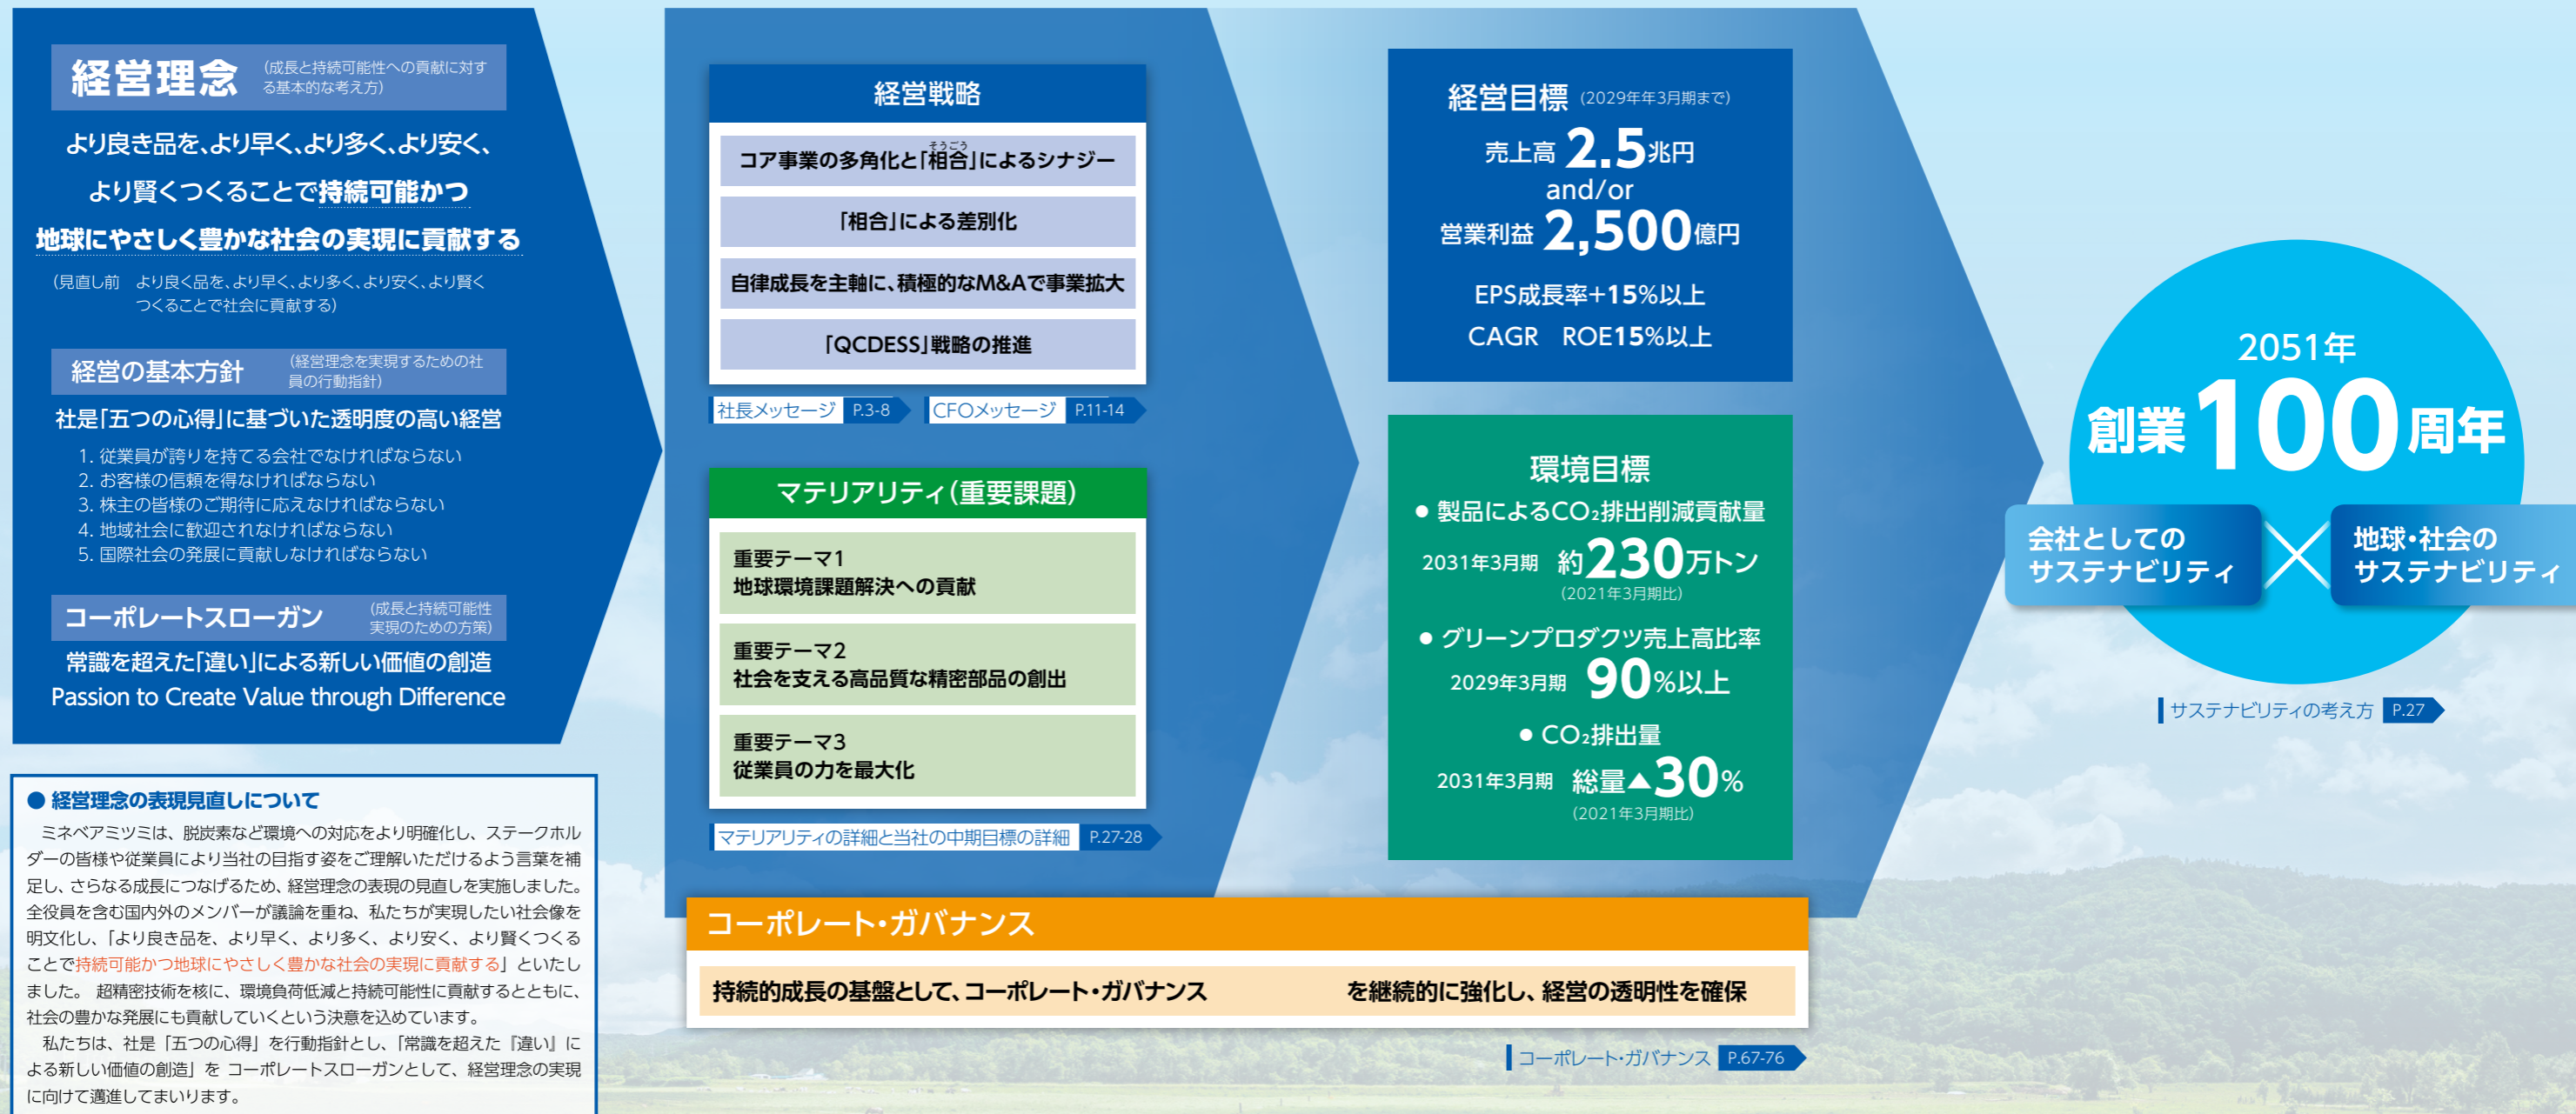 経営理念
(成長と持続可能性への貢献に対す
る基本的な考え方)
より良き品を、より早く、より多く、より安く、
より賢くつくることで持続可能かつ
地球にやさしく豊かな社会の実現に貢献する
(見直し前 より良く品を、より早く、より多く、より安く、より賢く
つくることで社会に貢献する)
経営の基本方針
(経営理念を実現するための社
員の行動指針)
社是「五つの心得」に基づいた透明度の高い経営
1. 従業員が誇りを持てる会社でなければならない
2. お客様の信頼を得なければならない
3. 株主の皆様のご期待に応えなければならない
4. 地域社会に歓迎されなければならない
5. 国際社会の発展に貢献しなければならない
コーポレートスローガン
(成長と持続可能性
実現のための方策)
常識を超えた「違い」による新しい価値の創造
Passion to Create Value through Difference
● 経営理念の表現見直しについて
ミネベアミツミは、脱炭素など環境への対応をより明確化し、ステークホル
ダーの皆様や従業員により当社の目指す姿をご理解いただけるよう言葉を補
足し、さらなる成長につなげるため、経営理念の表現の見直しを実施しました。
全役員を含む国内外のメンバーが議論を重ね、私たちが実現したい社会像を
明文化し、「より良き品を、より早く、より多く、より安く、より賢くつくる
ことで持続可能かつ地球にやさしく豊かな社会の実現に貢献する」といたし
ました。 超精密技術を核に、環境負荷低減と持続可能性に貢献するとともに、
社会の豊かな発展にも貢献していくという決意を込めています。
私たちは、社是「五つの心得」を行動指針とし、「常識を超えた『違い』に
よる新しい価値の創造」を コーポレートスローガンとして、経営理念の実現
に向けて邁進してまいります。
経営戦略
そうごう
コア事業の多角化と「相合」によるシナジー
「相合」による差別化
自律成長を主軸に、積極的なM&Aで事業拡大
「QCDESS」戦略の推進
社長メッセージ P.3-8 CFOメッセージ P.11-14
マテリアリティ(重要課題)
重要テーマ1
地球環境課題解決への貢献
重要テーマ2
社会を支える高品質な精密部品の創出
重要テーマ3
従業員の力を最大化
マテリアリティの詳細と当社の中期目標の詳細 P.27-28
経営目標 (2029年年3月期まで)
売上高 2.5兆円
and/or
営業利益 2,500億円
EPS成長率+15%以上
CAGR ROE15%以上
環境目標
● 製品によるCO₂排出削減貢献量
2031年3月期 約230万トン
(2021年3月期比)
● グリーンプロダクツ売上高比率
2029年3月期 90%以上
● CO₂排出量
2031年3月期 総量▲30%
(2021年3月期比)
コーポレート・ガバナンス
持続的成長の基盤として、コーポレート・ガバナンス を継続的に強化し、経営の透明性を確保
コーポレート・ガバナンス P.67-76
2051年
創業100周年
会社としての
サステナビリティ
地球・社会の
サステナビリティ
サステナビリティの考え方 P.27